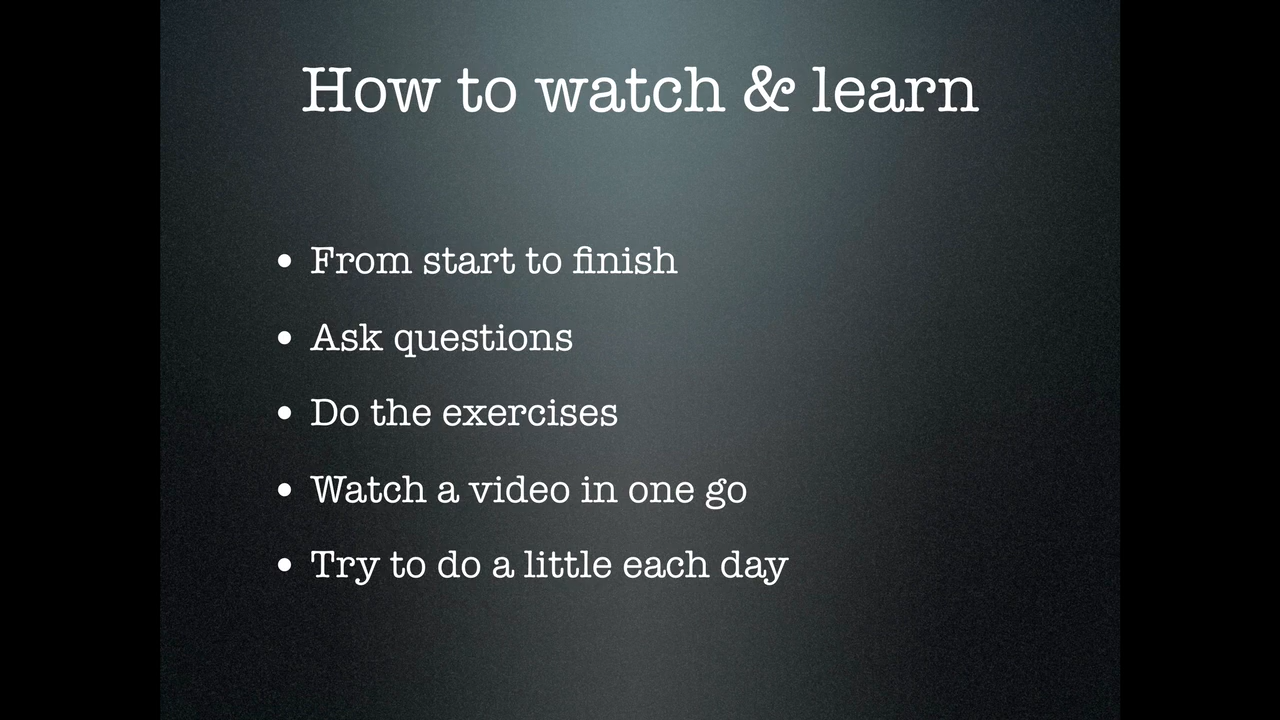 How to watch & learn
• From start to finish
• Ask questions
• Do the exercises
• Watch a video in one go
• Try to do a little each day